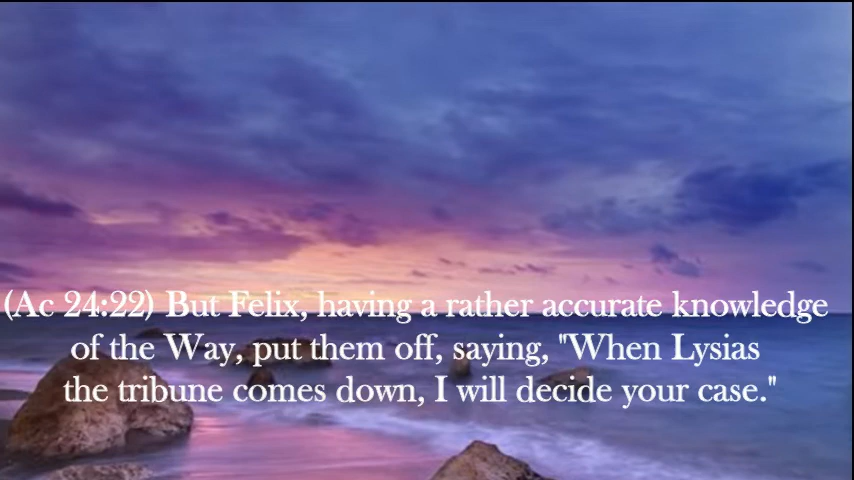 (Ac 24:22) But Felix, having a rather accurate knowledge
of the Way, put them off, saying, "When Lysias
the tribune comes down, I will decide your case."